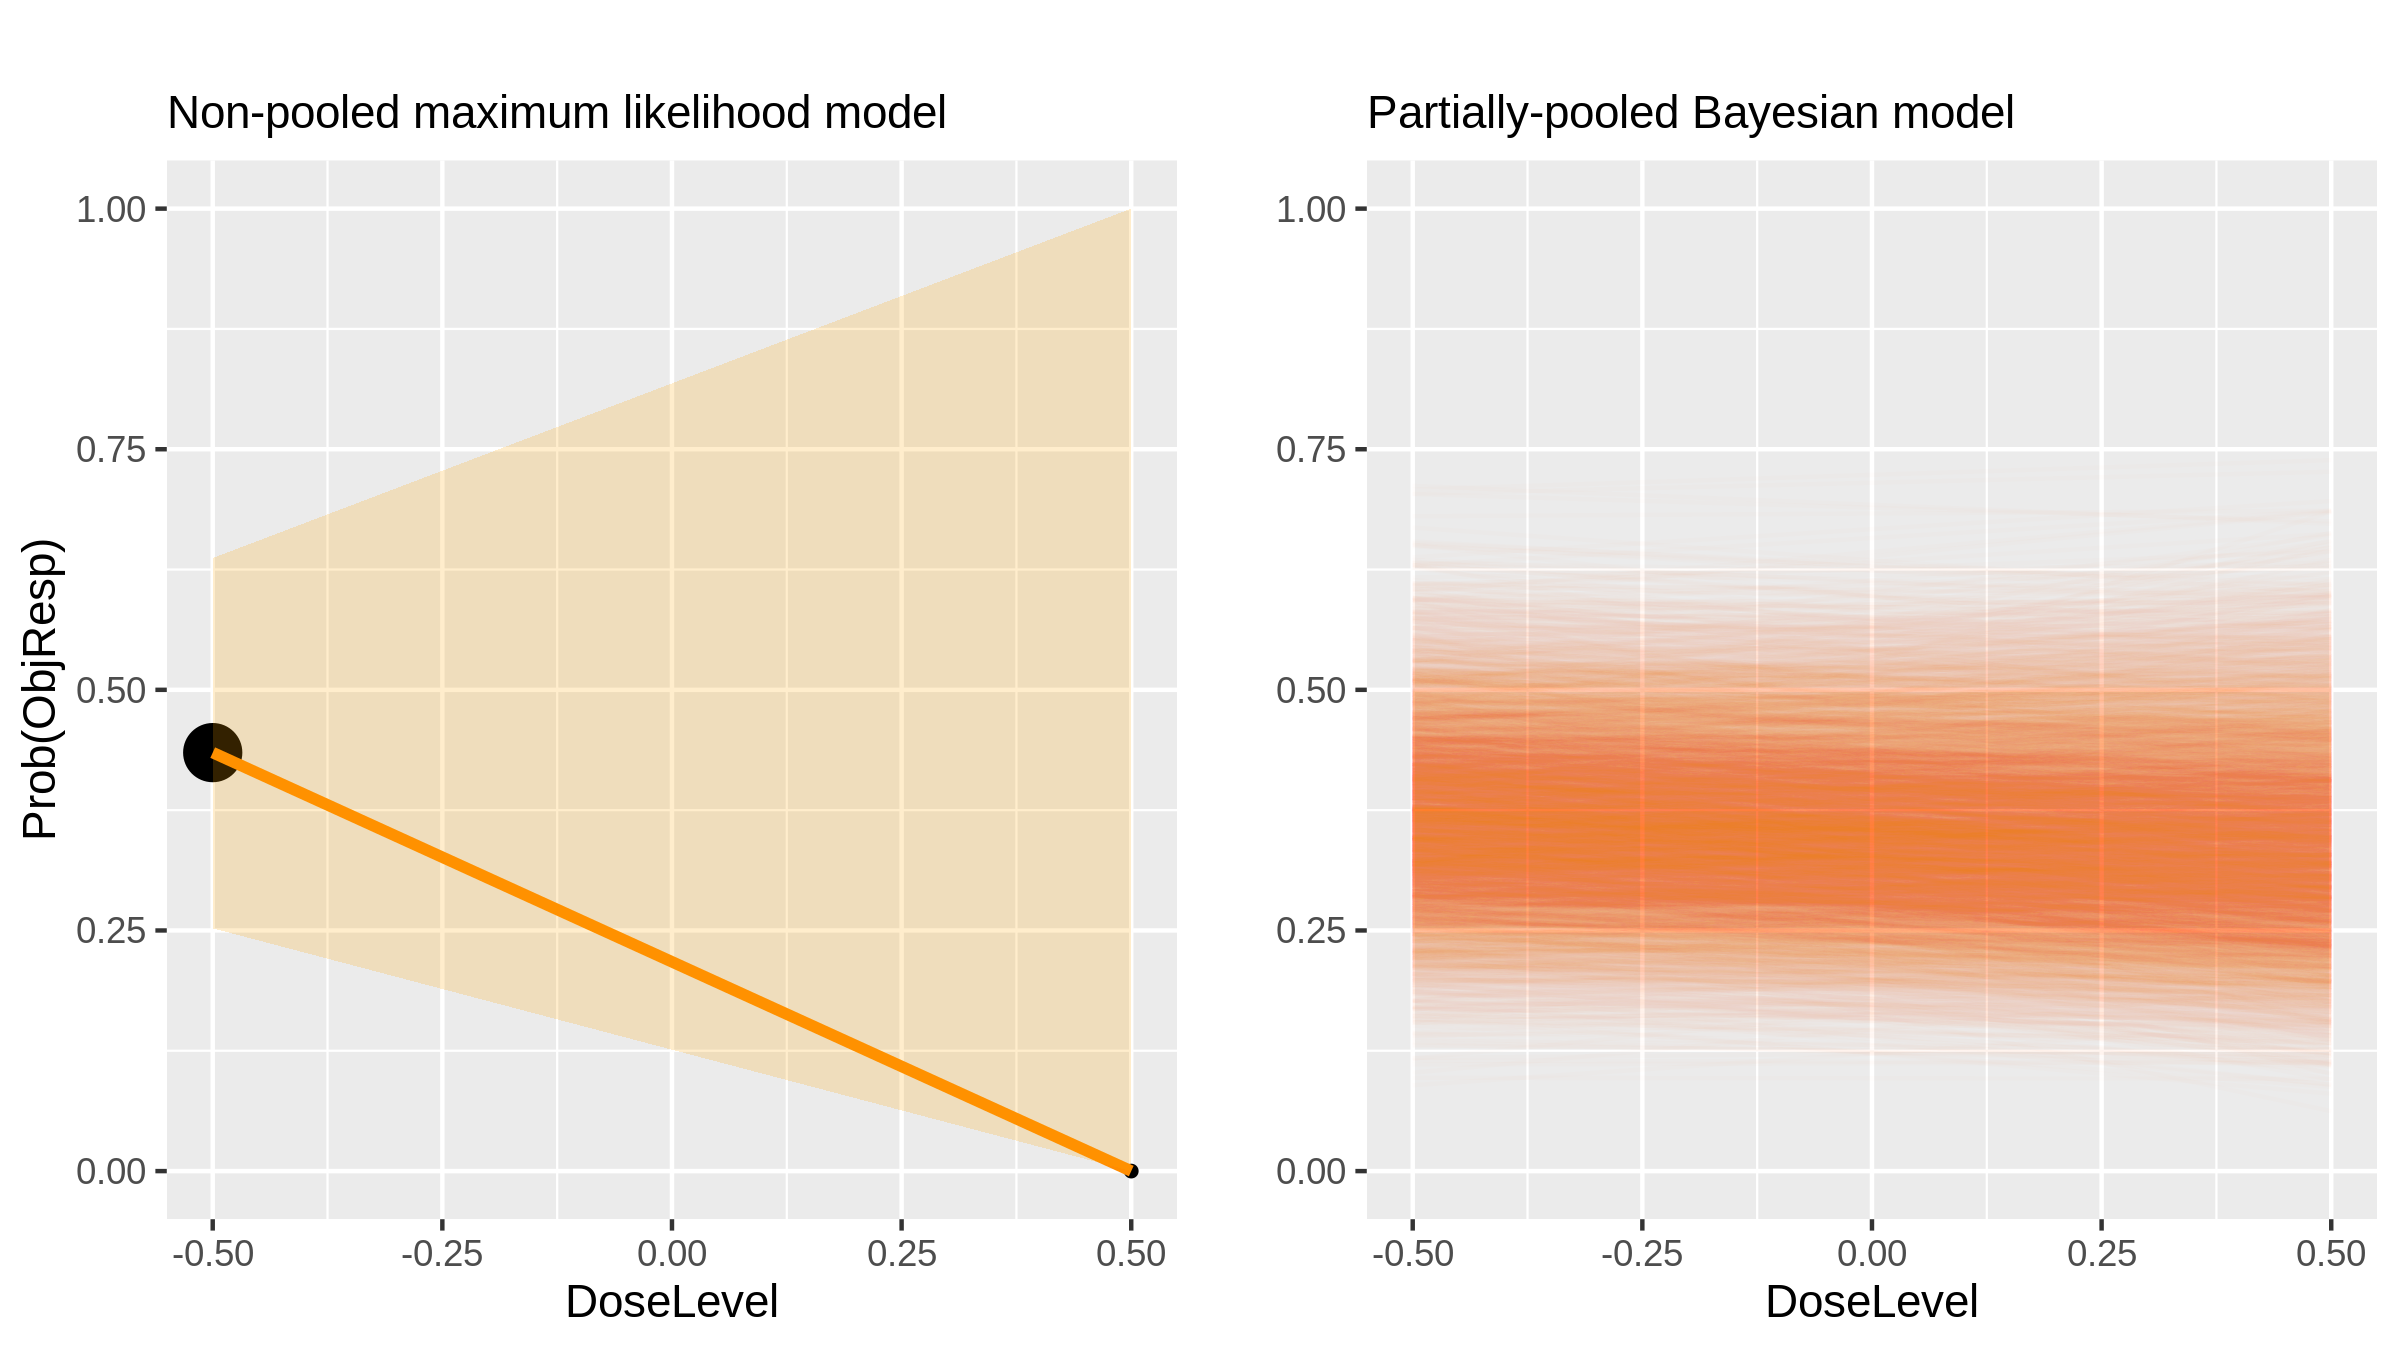 Non-pooled maximum likelihood model
Prob(ObjResp)
1.00
0.75
0.50
0.25
0.00
-0.50 -0.25 0.00 0.25 0.50
DoseLevel
Partially-pooled Bayesian model
1.00
0.75
0.50
0.25
0.00
-0.50 -0.25 0.00 0.25 0.50
DoseLevel